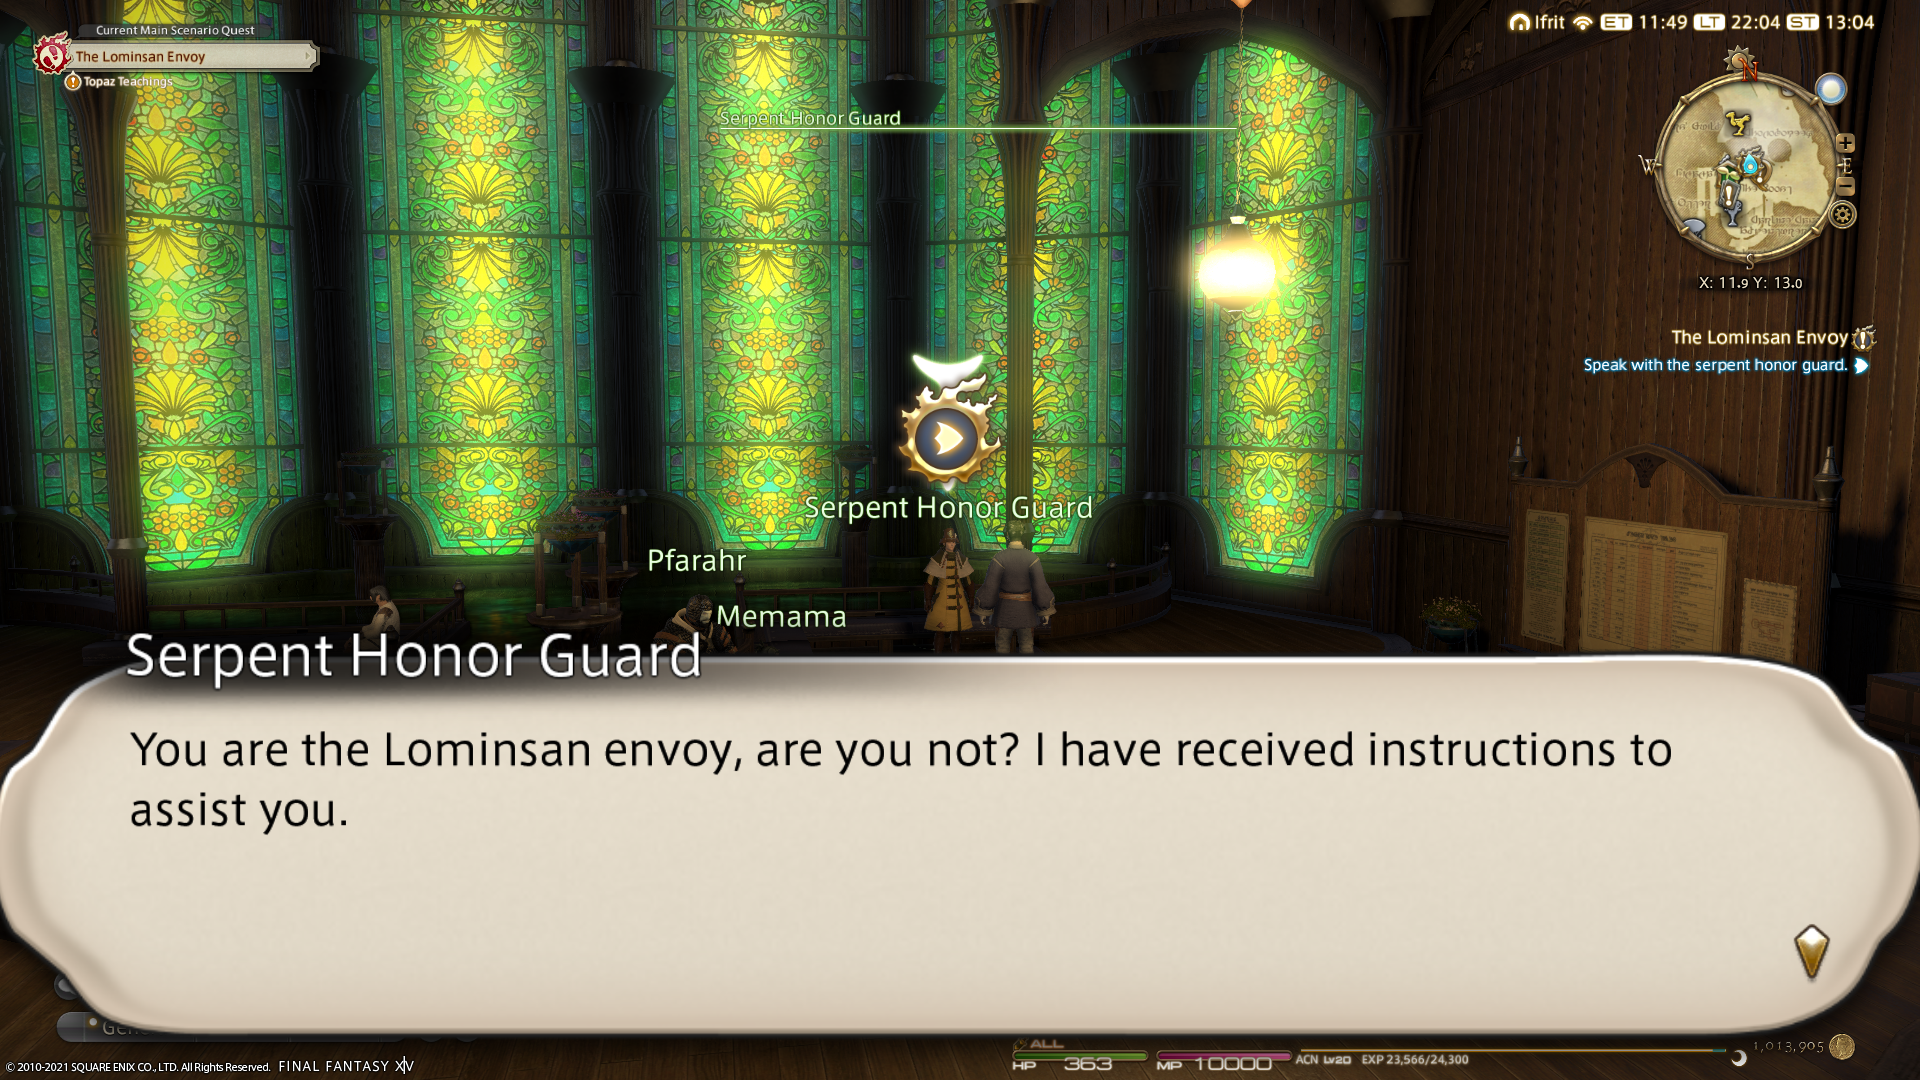 Current Main Scenario Quest
The Lominsan Envoy
Topaz Teachings
Serpent Honor Guard
Ifrit ET 11:49 LT 22:04 ST 13:04
N
W
E
S
X: 11.9 Y: 13.0
The Lominsan Envoy
Speak with the serpent honor guard.
Serpent Honor Guard
Pfarahr
Memama
Serpent Honor Guard
You are the Lominsan envoy, are you not? I have received instructions to
assist you.
ALL
HP 363 MP 10000 ACN Lv20 EXP 23,566/24,300
1,013,905
© 2010-2021 SQUARE ENIX CO., LTD. All Rights Reserved. FINAL FANTASY XIV